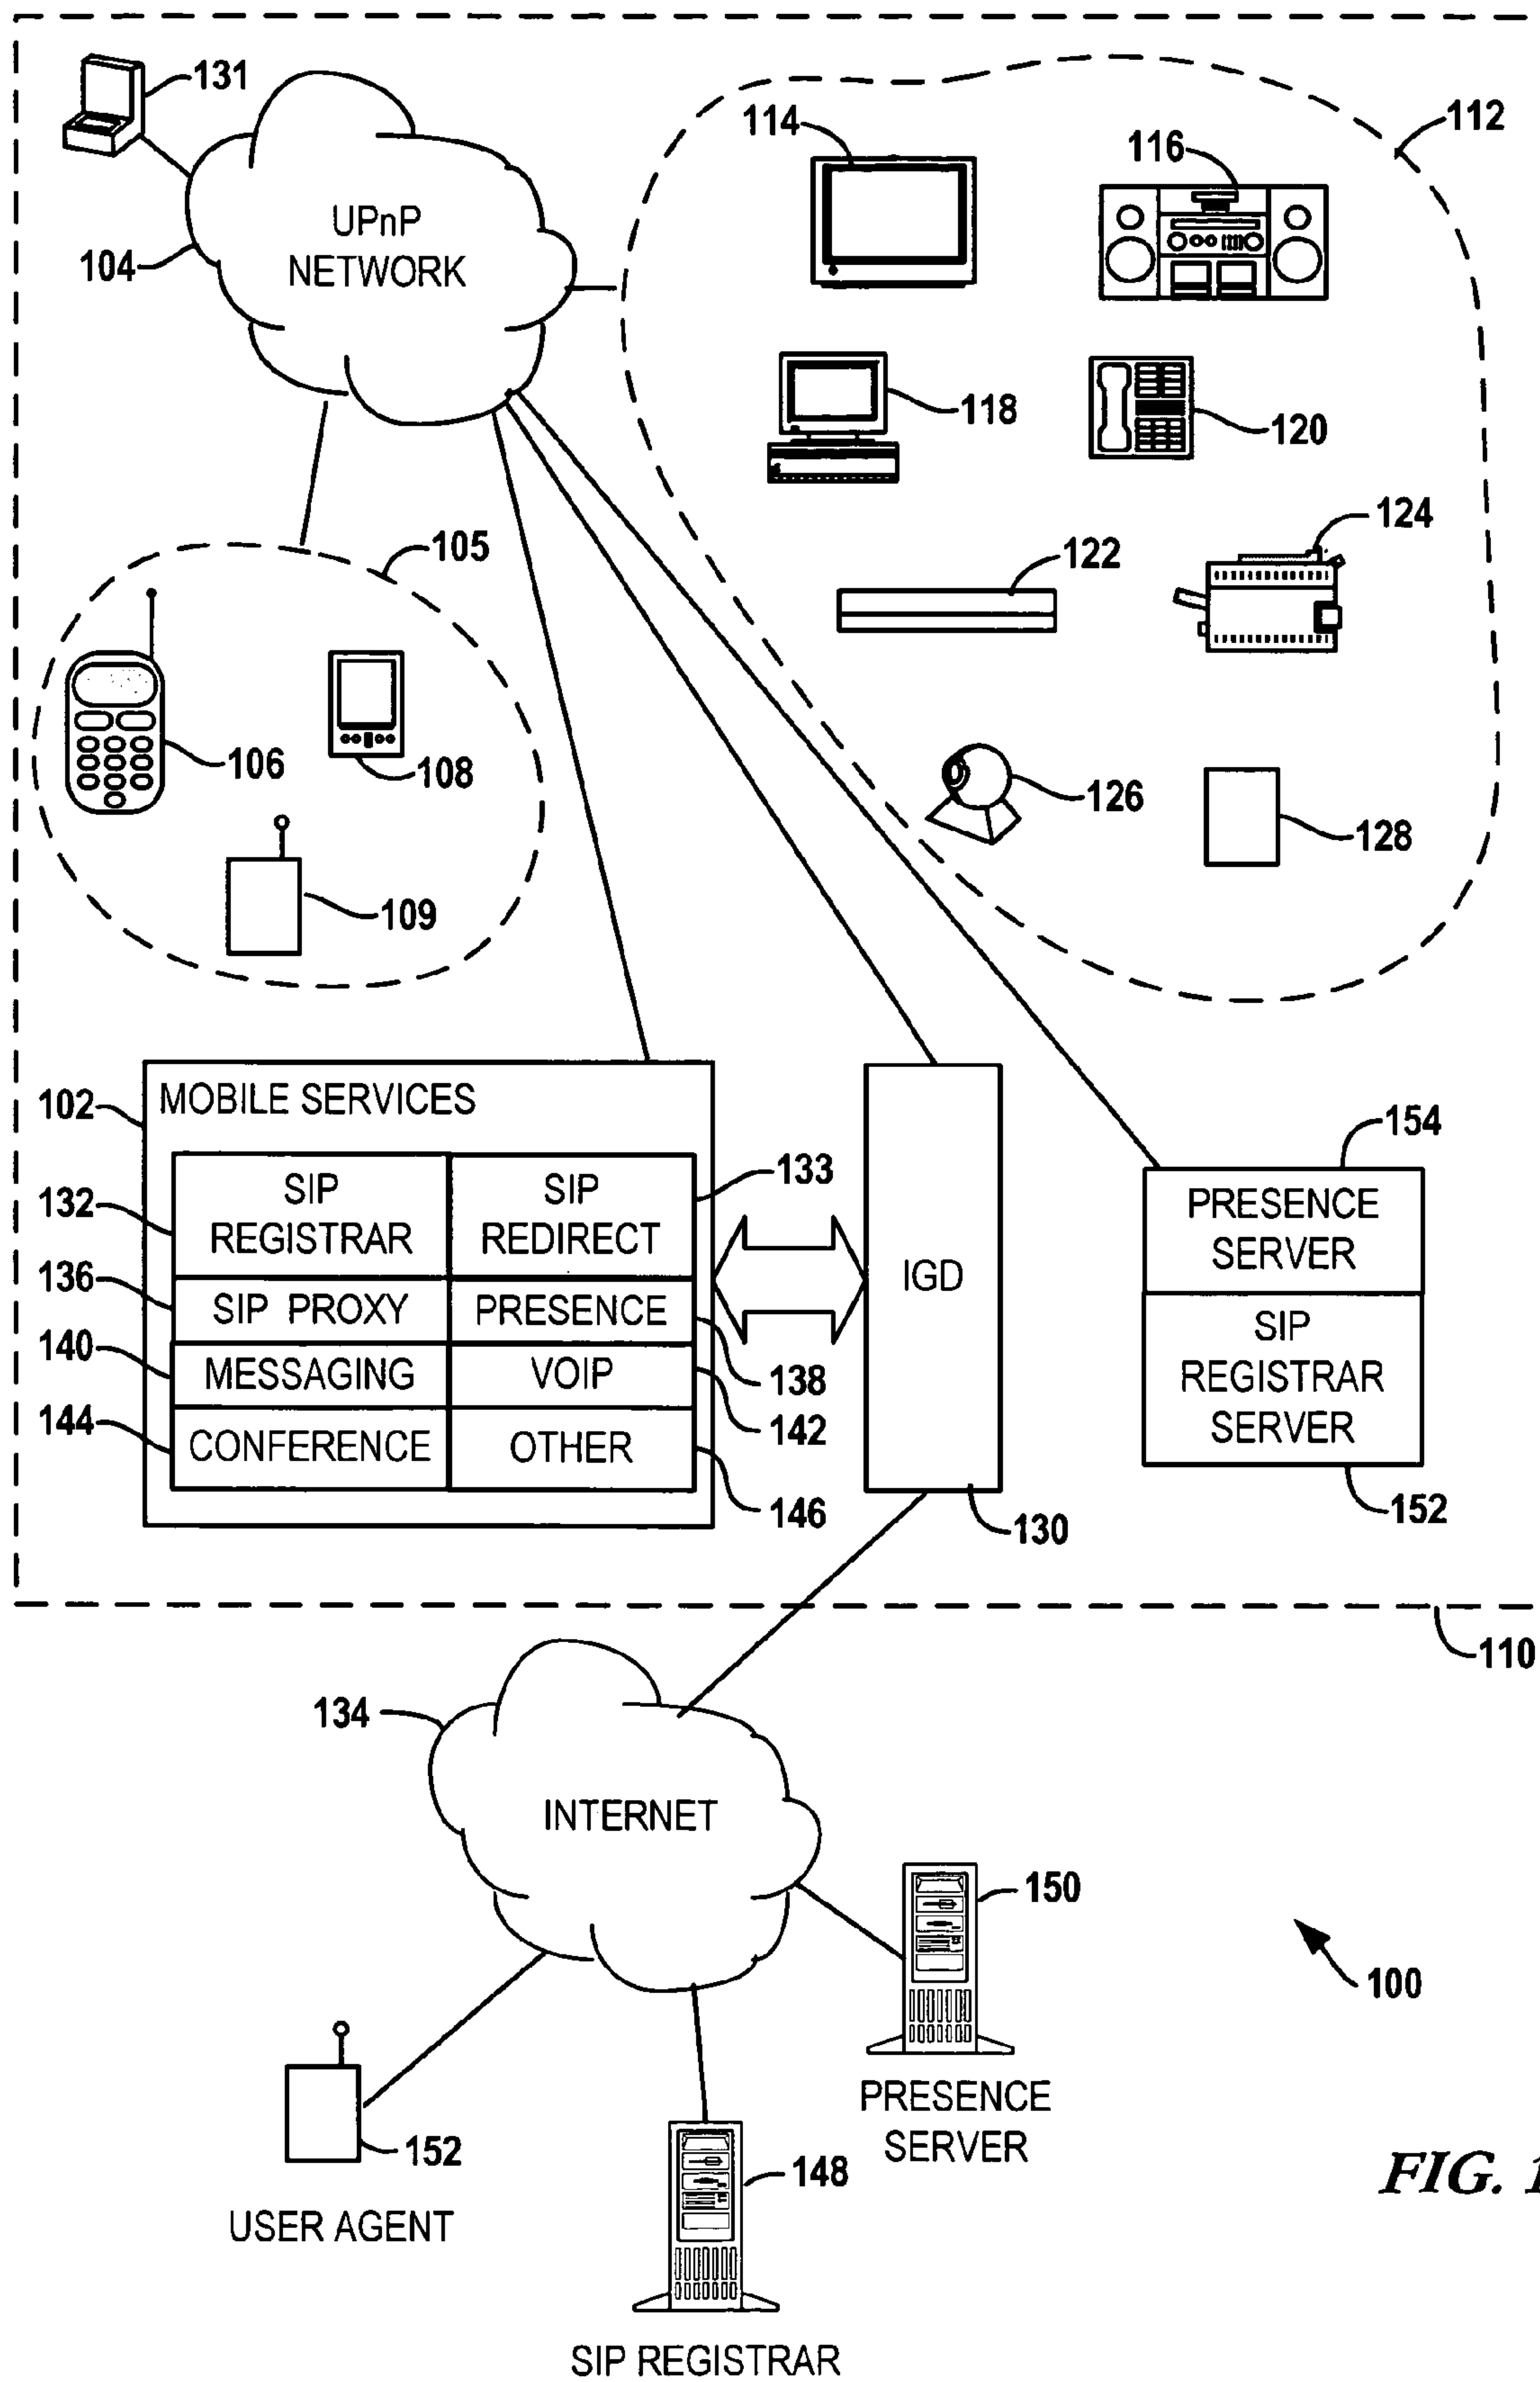 131
UPnP
NETWORK
104
114
116
112
118
120
122
124
105
106
108
109
126
128
102
MOBILE SERVICES
SIP
REGISTRAR
SIP
REDIRECT
132
133
136
SIP PROXY
PRESENCE
138
140
MESSAGING
VOIP
142
144
CONFERENCE
OTHER
146
IGD
130
154
PRESENCE
SERVER
SIP
REGISTRAR
SERVER
152
110
134
INTERNET
150
PRESENCE
SERVER
100
152
USER AGENT
148
SIP REGISTRAR
FIG. 1